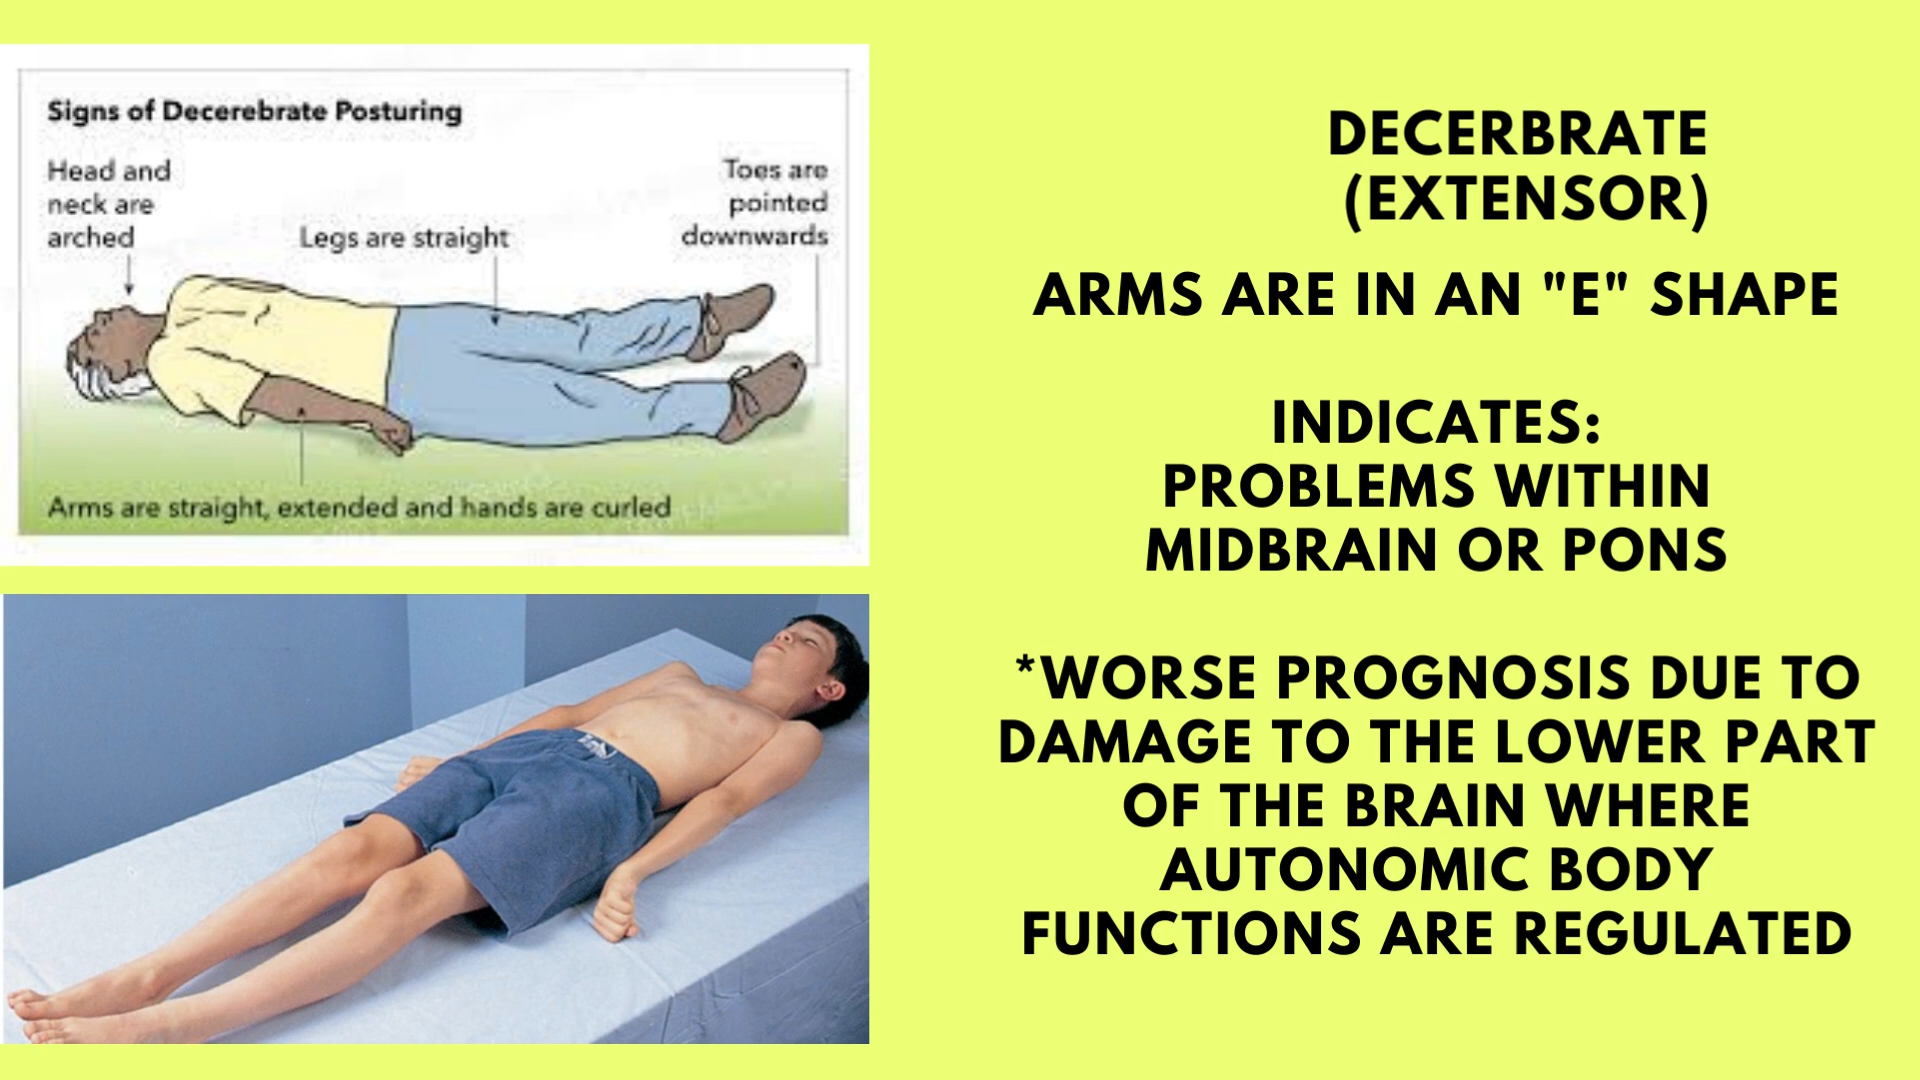 Signs of Decerebrate Posturing
Head and
neck are
arched
Legs are straight
Toes are
pointed
downwards
Arms are straight, extended and hands are curled
DECERBRATE
(EXTENSOR)
ARMS ARE IN AN "E" SHAPE
INDICATES:
PROBLEMS WITHIN
MIDBRAIN OR PONS
*WORSE PROGNOSIS DUE TO
DAMAGE TO THE LOWER PART
OF THE BRAIN WHERE
AUTONOMIC BODY
FUNCTIONS ARE REGULATED